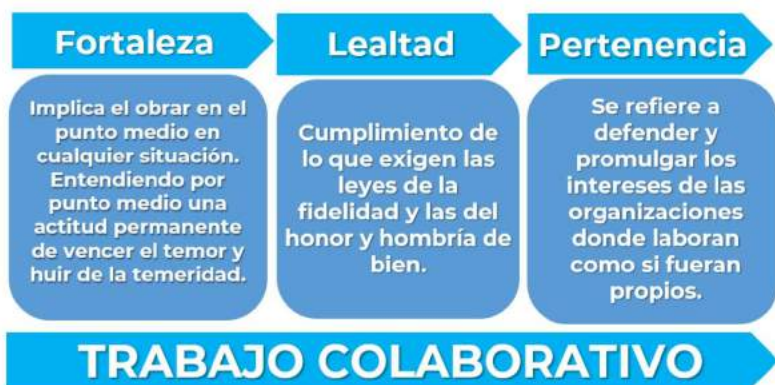 Fortaleza
Implica el obrar en el
punto medio en
cualquier situación.
Entendiendo por
punto medio una
actitud permanente
de vencer el temor y
huir de la temeridad.
Lealtad
Cumplimiento de
lo que exigen las
leyes de la
fidelidad y las del
honor y hombría de
bien.
Pertenencia
Se refiere a
defender y
promulgar los
intereses de las
organizaciones
donde laboran
como si fueran
propios.
TRABAJO COLABORATIVO